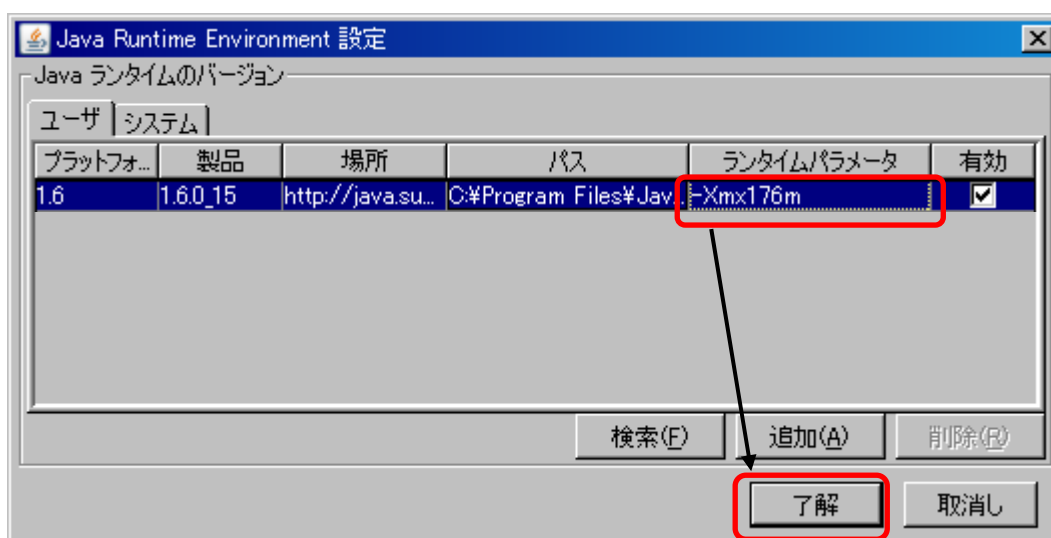 Java Runtime Environment 設定
Java ランタイムのバージョン
ユーザ システム
プラットフォ... 製品 場所 パス ランタイムパラメータ 有効
1.6 1.6.0_15 http://java.su... C:¥Program Files¥Jav... -Xmx176m
検索(F) 追加(A) 削除(R)
了解 取消し